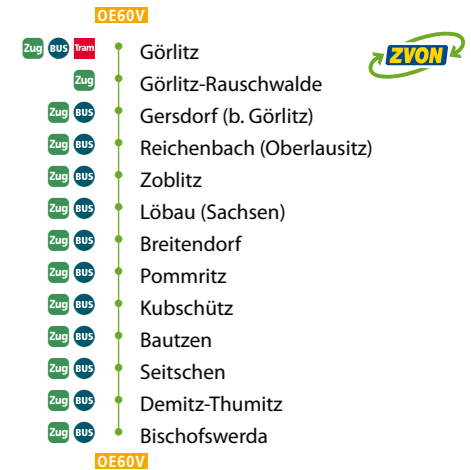 OE60V
Zug BUS Tram Görlitz
ZVON
Zug Görlitz-Rauschwalde
Zug BUS Gersdorf (b. Görlitz)
Zug BUS Reichenbach (Oberlausitz)
Zug BUS Zoblitz
Zug BUS Löbau (Sachsen)
Zug BUS Breitendorf
Zug BUS Pommritz
Zug BUS Kubschütz
Zug BUS Bautzen
Zug BUS Seitschen
Zug BUS Demitz-Thumitz
Zug BUS Bischofswerda
OE60V